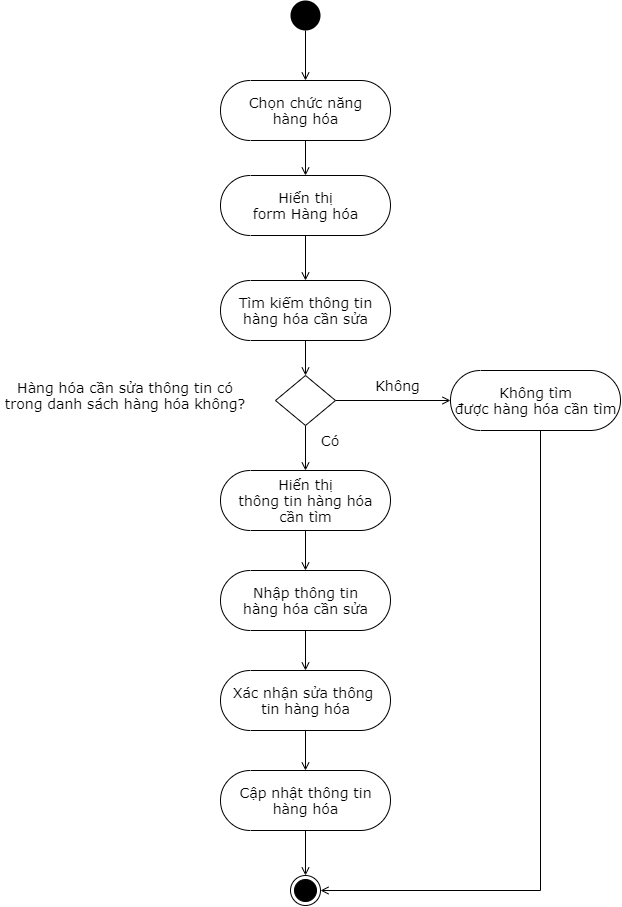 Chọn chức năng
hàng hóa
Hiển thị
form Hàng hóa
Tìm kiếm thông tin
hàng hóa cần sửa
Hàng hóa cần sửa thông tin có
trong danh sách hàng hóa không?
Không
Không tìm
được hàng hóa cần tìm
Có
Hiển thị
thông tin hàng hóa
cần tìm
Nhập thông tin
hàng hóa cần sửa
Xác nhận sửa thông
tin hàng hóa
Cập nhật thông tin
hàng hóa